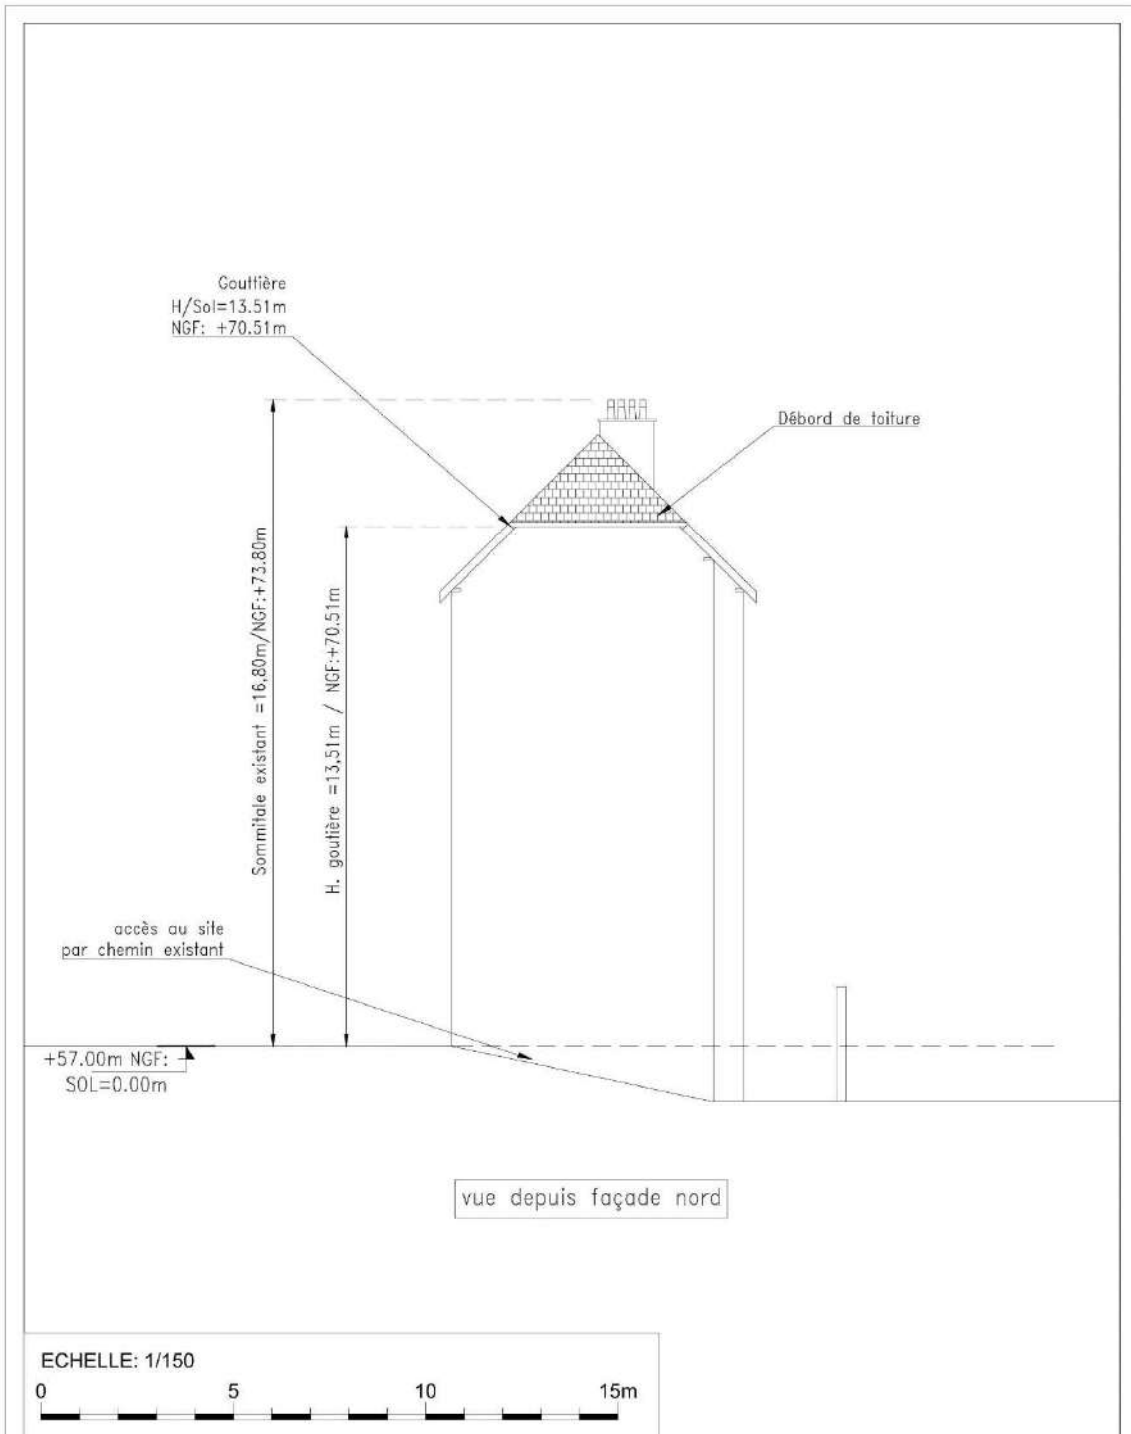 Gouttière
H/Sol=13.51m
NGF: +70.51m
Débord de toiture
Sommitale existant =16,80m/NGF:+73.80m
H. goutière =13,51m / NGF:+70.51m
accès au site
par chemin existant
+57.00m NGF:
SOL=0.00m
vue depuis façade nord
ECHELLE: 1/150
0 5 10 15m